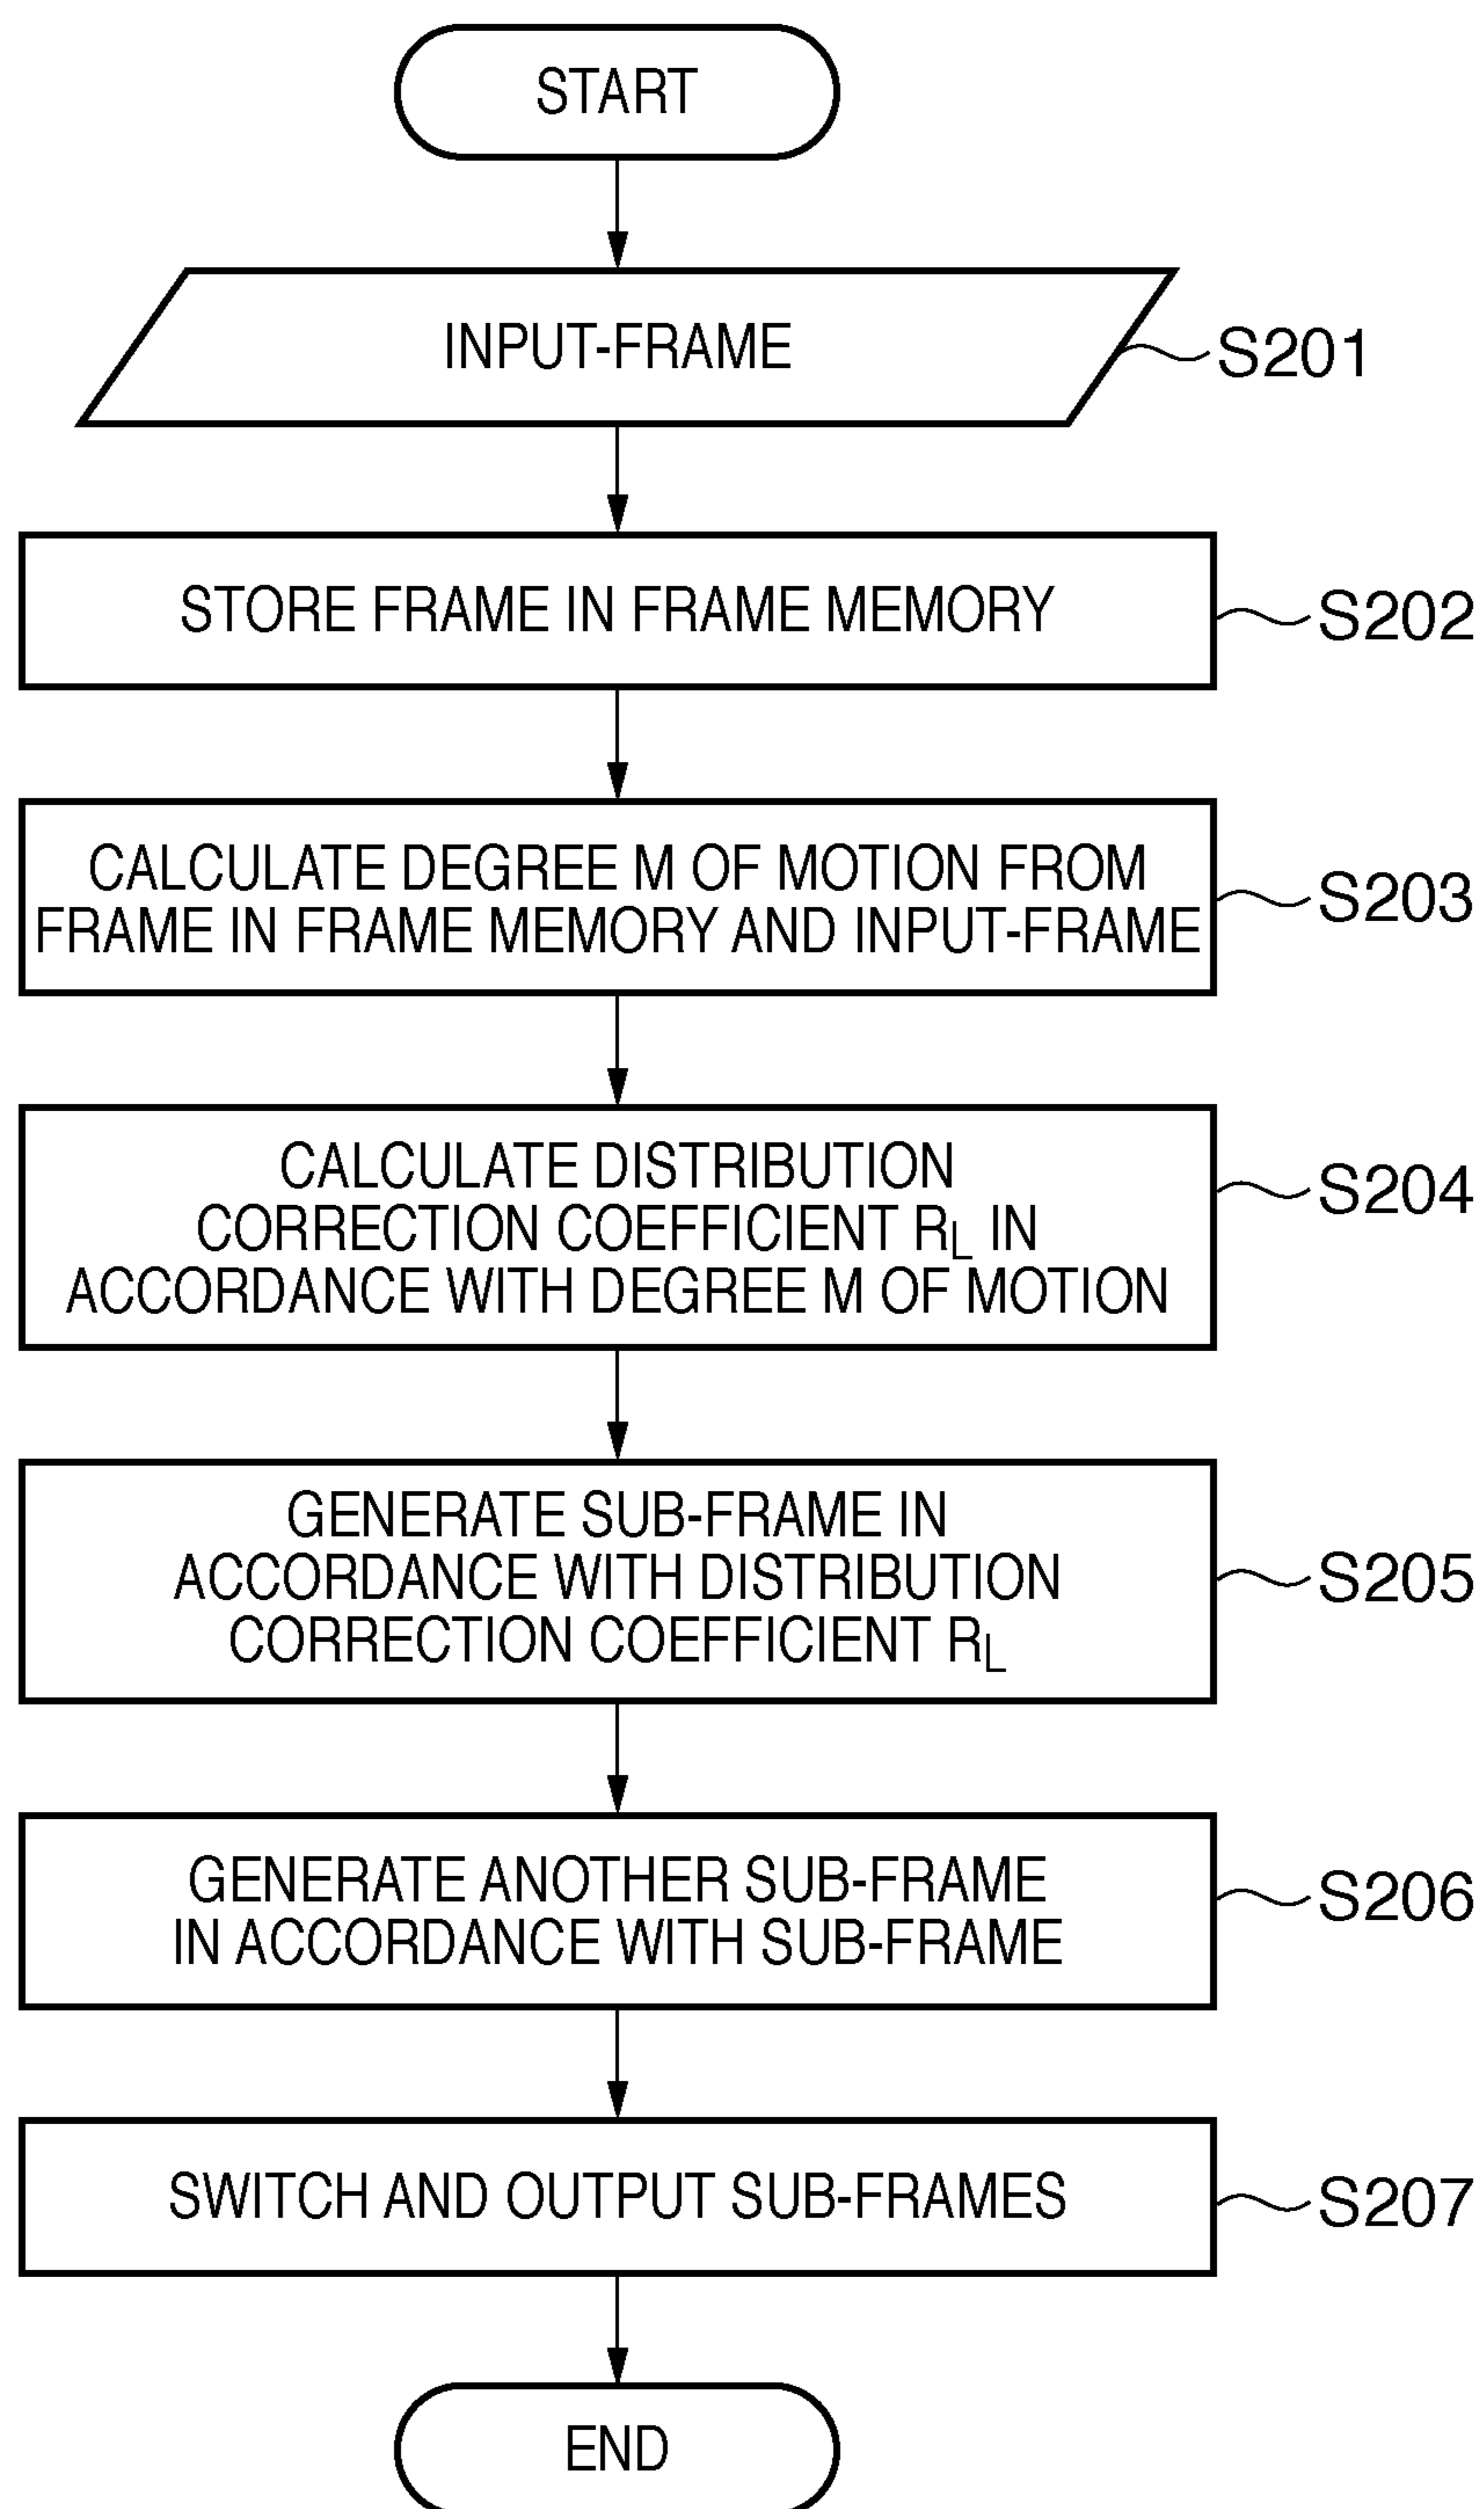 START
INPUT-FRAME
S201
STORE FRAME IN FRAME MEMORY
S202
CALCULATE DEGREE M OF MOTION FROM
FRAME IN FRAME MEMORY AND INPUT-FRAME
S203
CALCULATE DISTRIBUTION
CORRECTION COEFFICIENT RL IN
ACCORDANCE WITH DEGREE M OF MOTION
S204
GENERATE SUB-FRAME IN
ACCORDANCE WITH DISTRIBUTION
CORRECTION COEFFICIENT RL
S205
GENERATE ANOTHER SUB-FRAME
IN ACCORDANCE WITH SUB-FRAME
S206
SWITCH AND OUTPUT SUB-FRAMES
S207
END